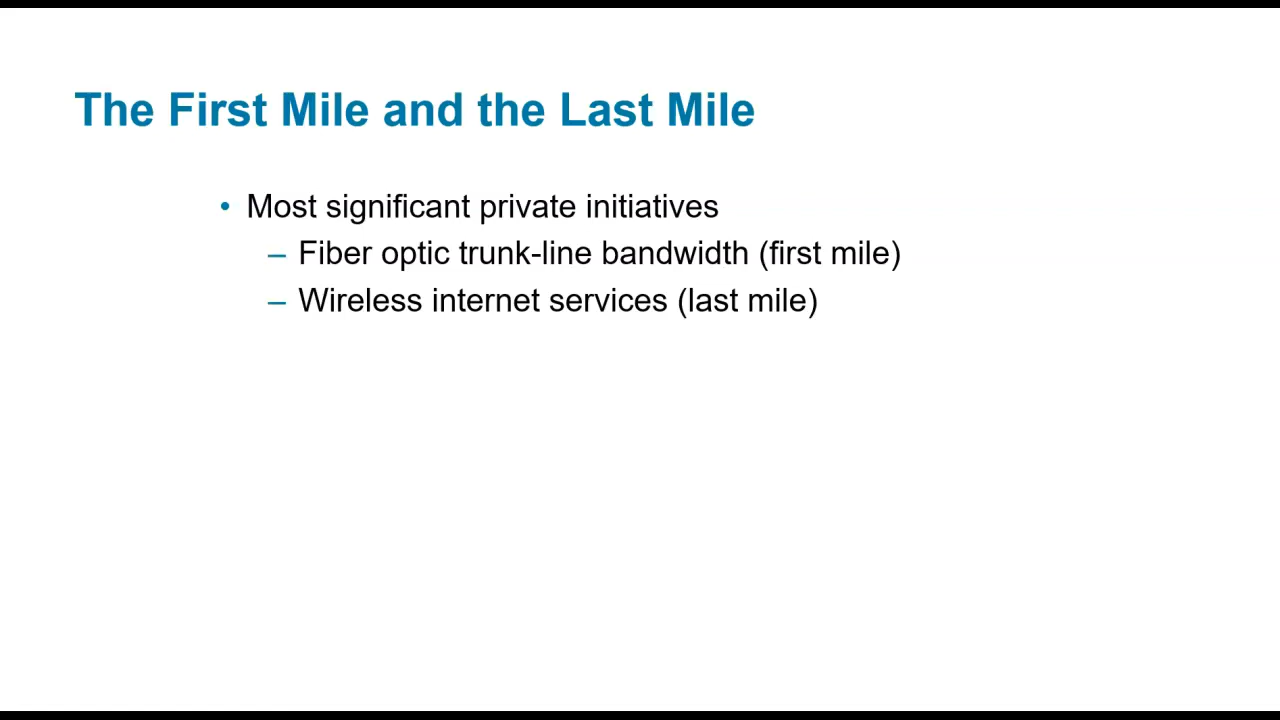 The First Mile and the Last Mile
• Most significant private initiatives
– Fiber optic trunk-line bandwidth (first mile)
– Wireless internet services (last mile)